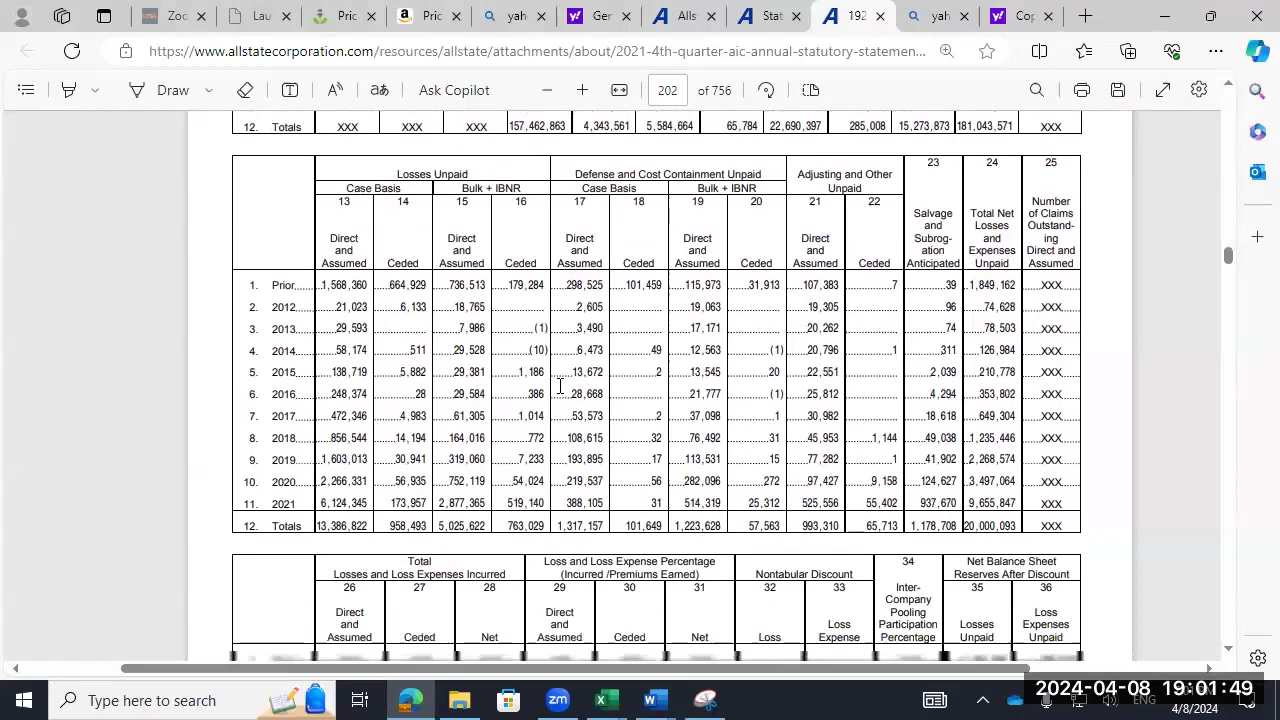 Zoc
Lau
Pric
Pro
yah
Ger
Alls
Stat
192
yah
Cop
https://www.allstatecorporation.com/resources/allstate/attachments/about/2021-4th-quarter-aic-annual-statutory-statemen...
Draw
Ask Copilot
202 of 756
12. Totals XXX XXX XXX 157,462,863 4,343,561 5,584,664 65,784 22,690,397 285,008 15,273,873 181,043,571 XXX
Losses Unpaid Defense and Cost Containment Unpaid Adjusting and Other Unpaid 23 24 25
Case Basis Bulk + IBNR Case Basis Bulk + IBNR
13 14 15 16 17 18 19 20 21 22
Direct and Assumed Ceded Direct and Assumed Ceded Direct and Assumed Ceded Direct and Assumed Ceded Direct and Assumed Ceded Salvage and Subrog-ation Anticipated Total Net Losses and Expenses Unpaid Number of Claims Outstand-ing Direct and Assumed
1. Prior 1,568,360 664,929 736,513 179,284 298,525 101,459 115,973 31,913 107,383 7 39 1,849,162 XXX
2. 2012 21,023 6,133 18,765 2,605 19,063 19,305 96 74,628 XXX
3. 2013 29,593 7,986 (1) 3,490 17,171 20,262 74 78,503 XXX
4. 2014 58,174 511 29,528 (10) 6,473 49 12,563 (1) 20,796 1 311 126,984 XXX
5. 2015 138,719 5,882 29,381 1,186 13,672 2 13,545 20 22,551 2,039 210,778 XXX
6. 2016 248,374 28 29,584 386 28,668 21,777 (1) 25,812 4,294 353,802 XXX
7. 2017 472,346 4,983 61,305 1,014 53,573 2 37,098 1 30,982 18,618 649,304 XXX
8. 2018 856,544 14,194 164,016 772 108,615 32 76,492 31 45,953 1,144 49,038 1,235,446 XXX
9. 2019 1,603,013 30,941 319,060 7,233 193,895 17 113,531 15 77,282 1 41,902 2,268,574 XXX
10. 2020 2,266,331 56,935 752,119 54,024 219,537 56 282,096 272 97,427 9,158 124,627 3,497,064 XXX
11. 2021 6,124,345 173,957 2,877,365 519,140 388,105 31 514,319 25,312 525,556 55,402 937,670 9,655,847 XXX
12. Totals 13,386,822 958,493 5,025,622 763,029 1,317,157 101,649 1,223,628 57,563 993,310 65,713 1,178,708 20,000,093 XXX
Total Losses and Loss Expenses Incurred Loss and Loss Expense Percentage (Incurred /Premiums Earned) Nontabular Discount 34 Net Balance Sheet Reserves After Discount
26 27 28 29 30 31 32 33 35 36
Direct and Assumed Ceded Net Direct and Assumed Ceded Net Loss Loss Expense Inter-Company Pooling Participation Percentage Losses Unpaid Loss Expenses Unpaid
Type here to search
2024-04-08 19:01:49
ENG
4/8/2024